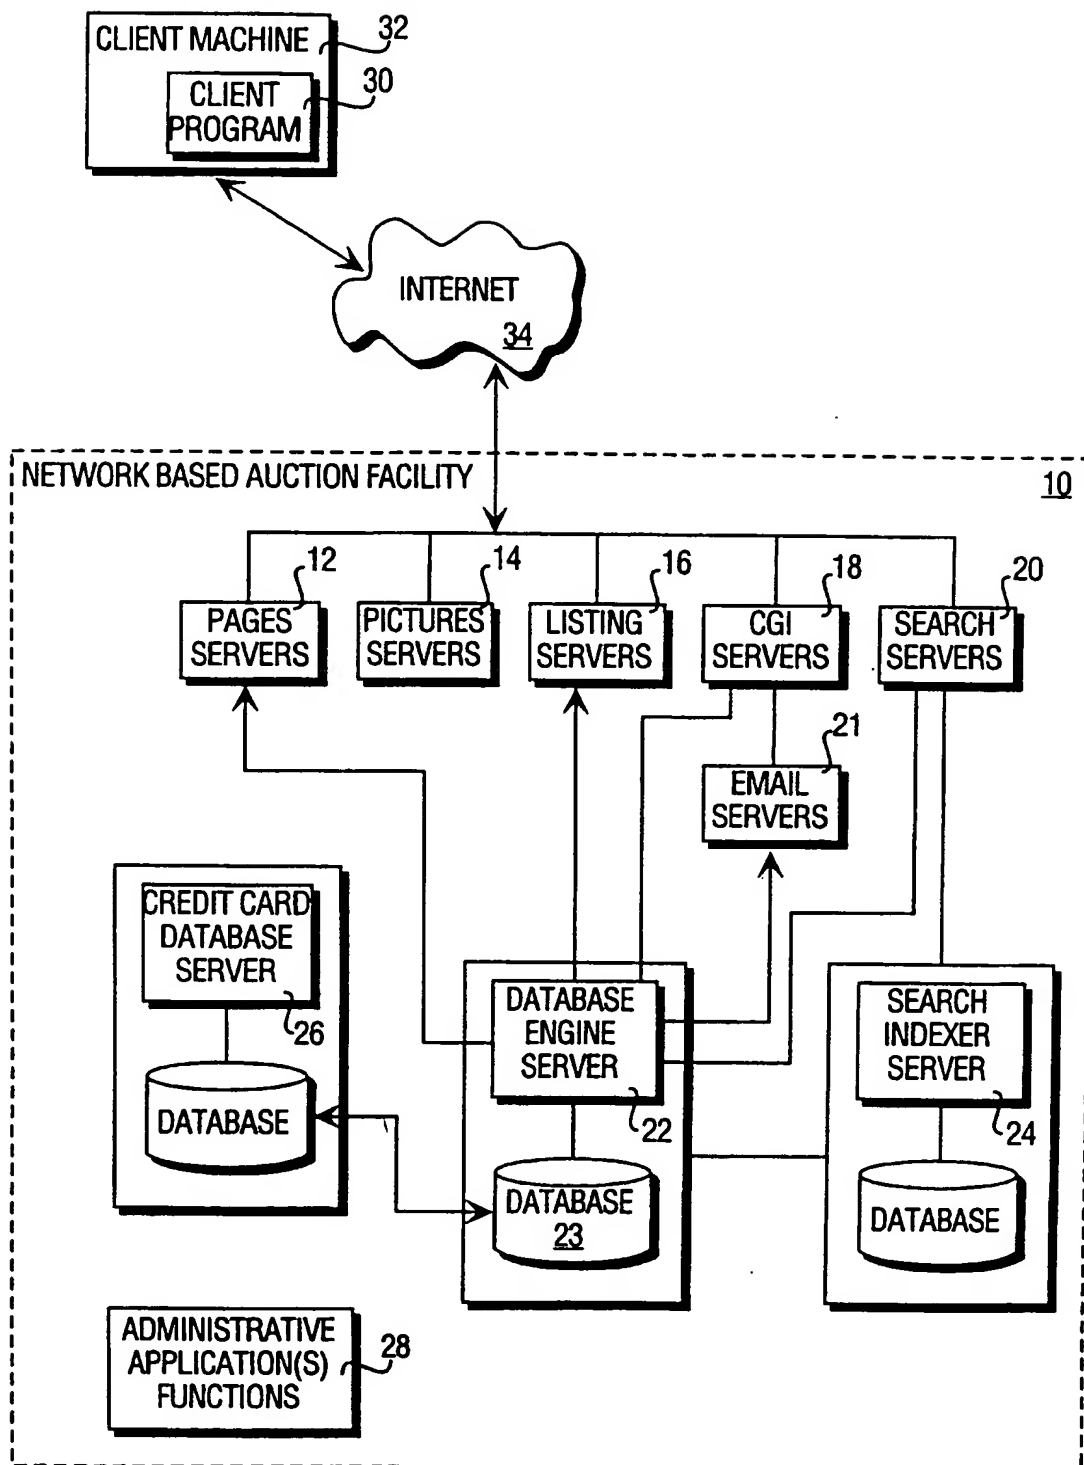 CLIENT MACHINE
32
CLIENT
PROGRAM
30
INTERNET
34
NETWORK BASED AUCTION FACILITY
10
12
14
16
18
20
PAGES
SERVERS
PICTURES
SERVERS
LISTING
SERVERS
CGI
SERVERS
SEARCH
SERVERS
21
EMAIL
SERVERS
CREDIT CARD
DATABASE
SERVER
26
DATABASE
DATABASE
ENGINE
SERVER
22
DATABASE
23
SEARCH
INDEXER
SERVER
24
DATABASE
ADMINISTRATIVE
APPLICATION(S)
FUNCTIONS
28